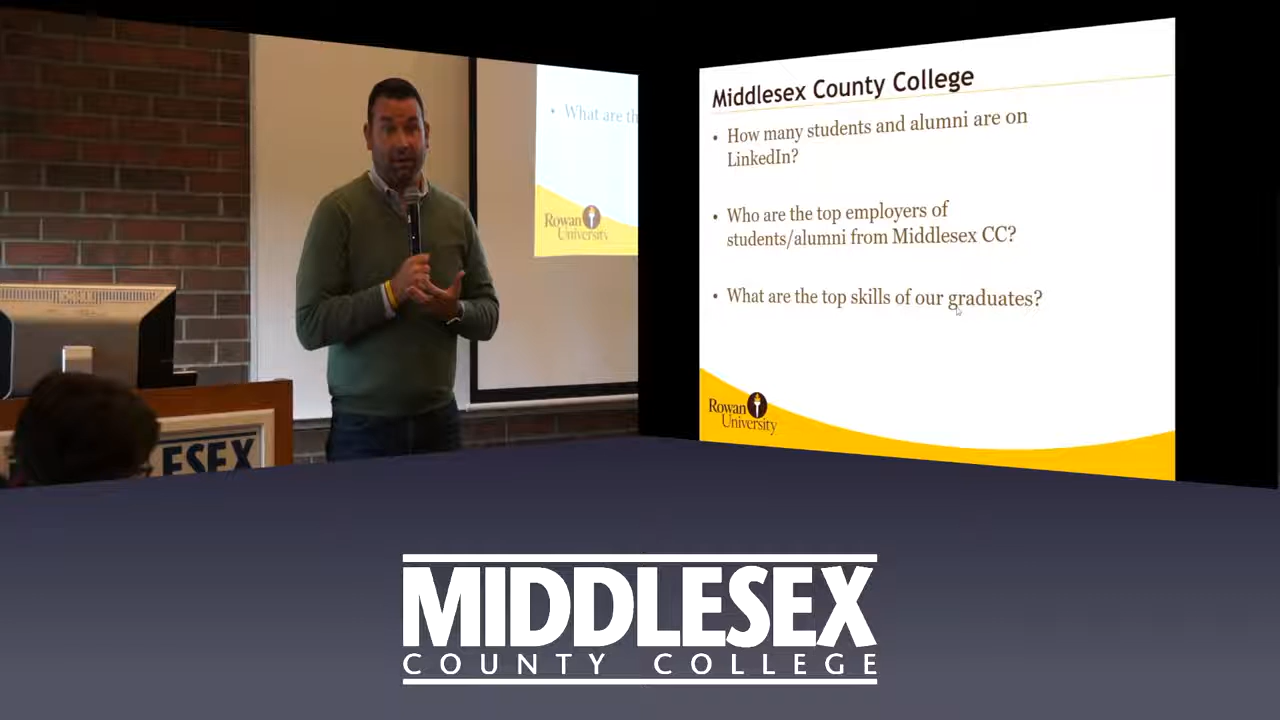 • What are th
Rowan
University
ESEX
Middlesex County College
• How many students and alumni are on
LinkedIn?
• Who are the top employers of
students/alumni from Middlesex CC?
• What are the top skills of our graduates?
Rowan
University
MIDDLESEX
COUNTY COLLEGE